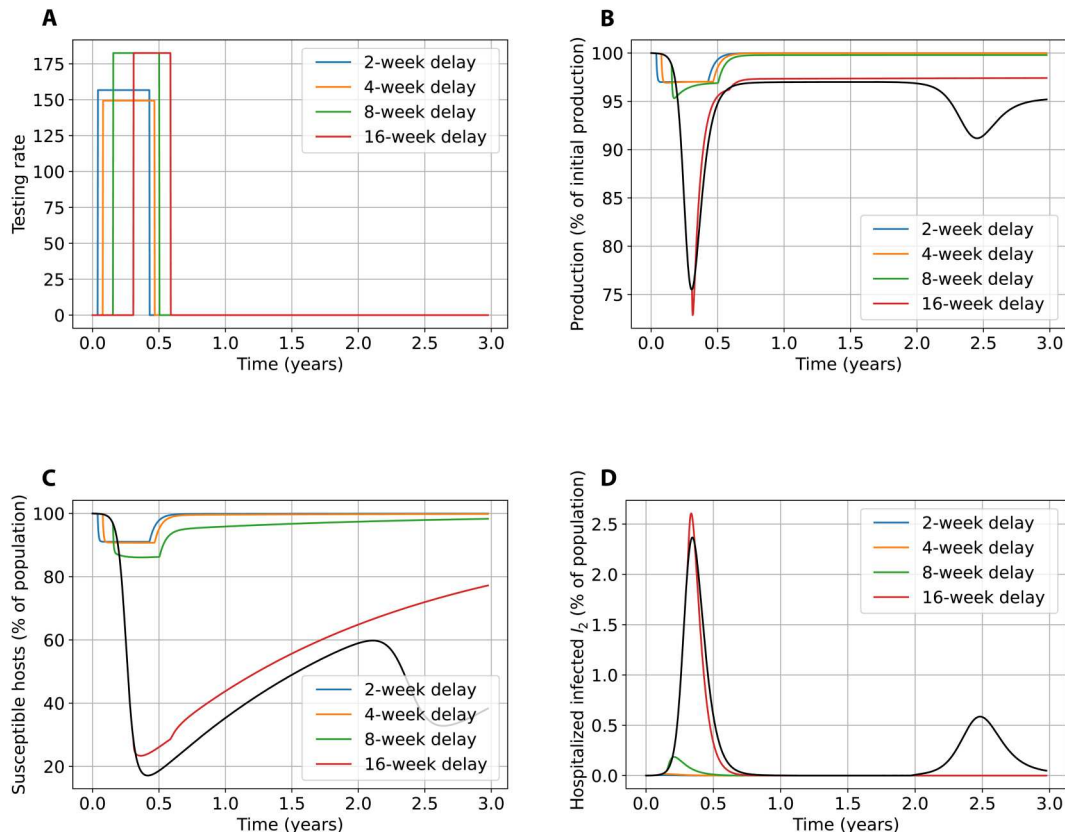 A
Testing rate
175
150
125
100
75
50
25
0
2-week delay
4-week delay
8-week delay
16-week delay
0.0 0.5 1.0 1.5 2.0 2.5 3.0
Time (years)
B
Production (% of initial production)
100
95
90
85
80
75
2-week delay
4-week delay
8-week delay
16-week delay
0.0 0.5 1.0 1.5 2.0 2.5 3.0
Time (years)
C
Susceptible hosts (% of population)
100
80
60
40
20
2-week delay
4-week delay
8-week delay
16-week delay
0.0 0.5 1.0 1.5 2.0 2.5 3.0
Time (years)
D
Hospitalized infected I₂ (% of population)
2.5
2.0
1.5
1.0
0.5
0.0
2-week delay
4-week delay
8-week delay
16-week delay
0.0 0.5 1.0 1.5 2.0 2.5 3.0
Time (years)